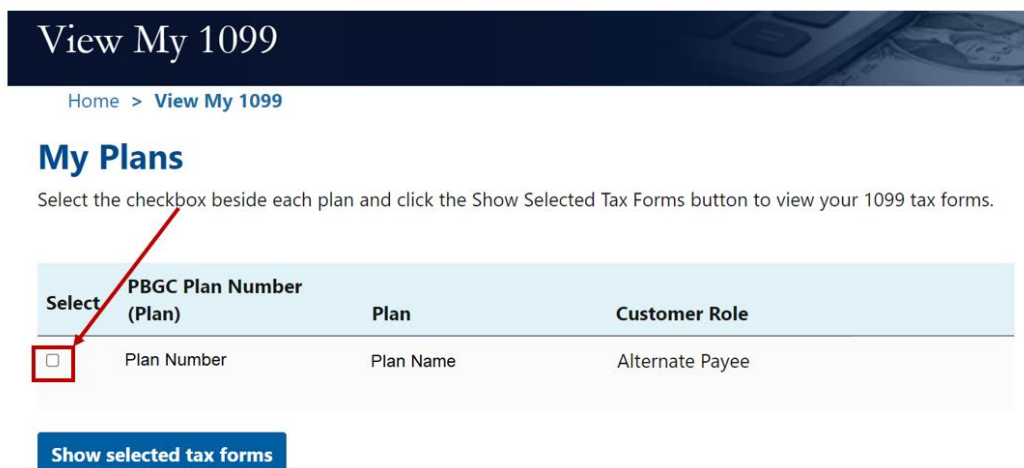 View My 1099
Home > View My 1099
My Plans
Select the checkbox beside each plan and click the Show Selected Tax Forms button to view your 1099 tax forms.
Select PBGC Plan Number (Plan) Plan Customer Role
Plan Number Plan Name Alternate Payee
Show selected tax forms